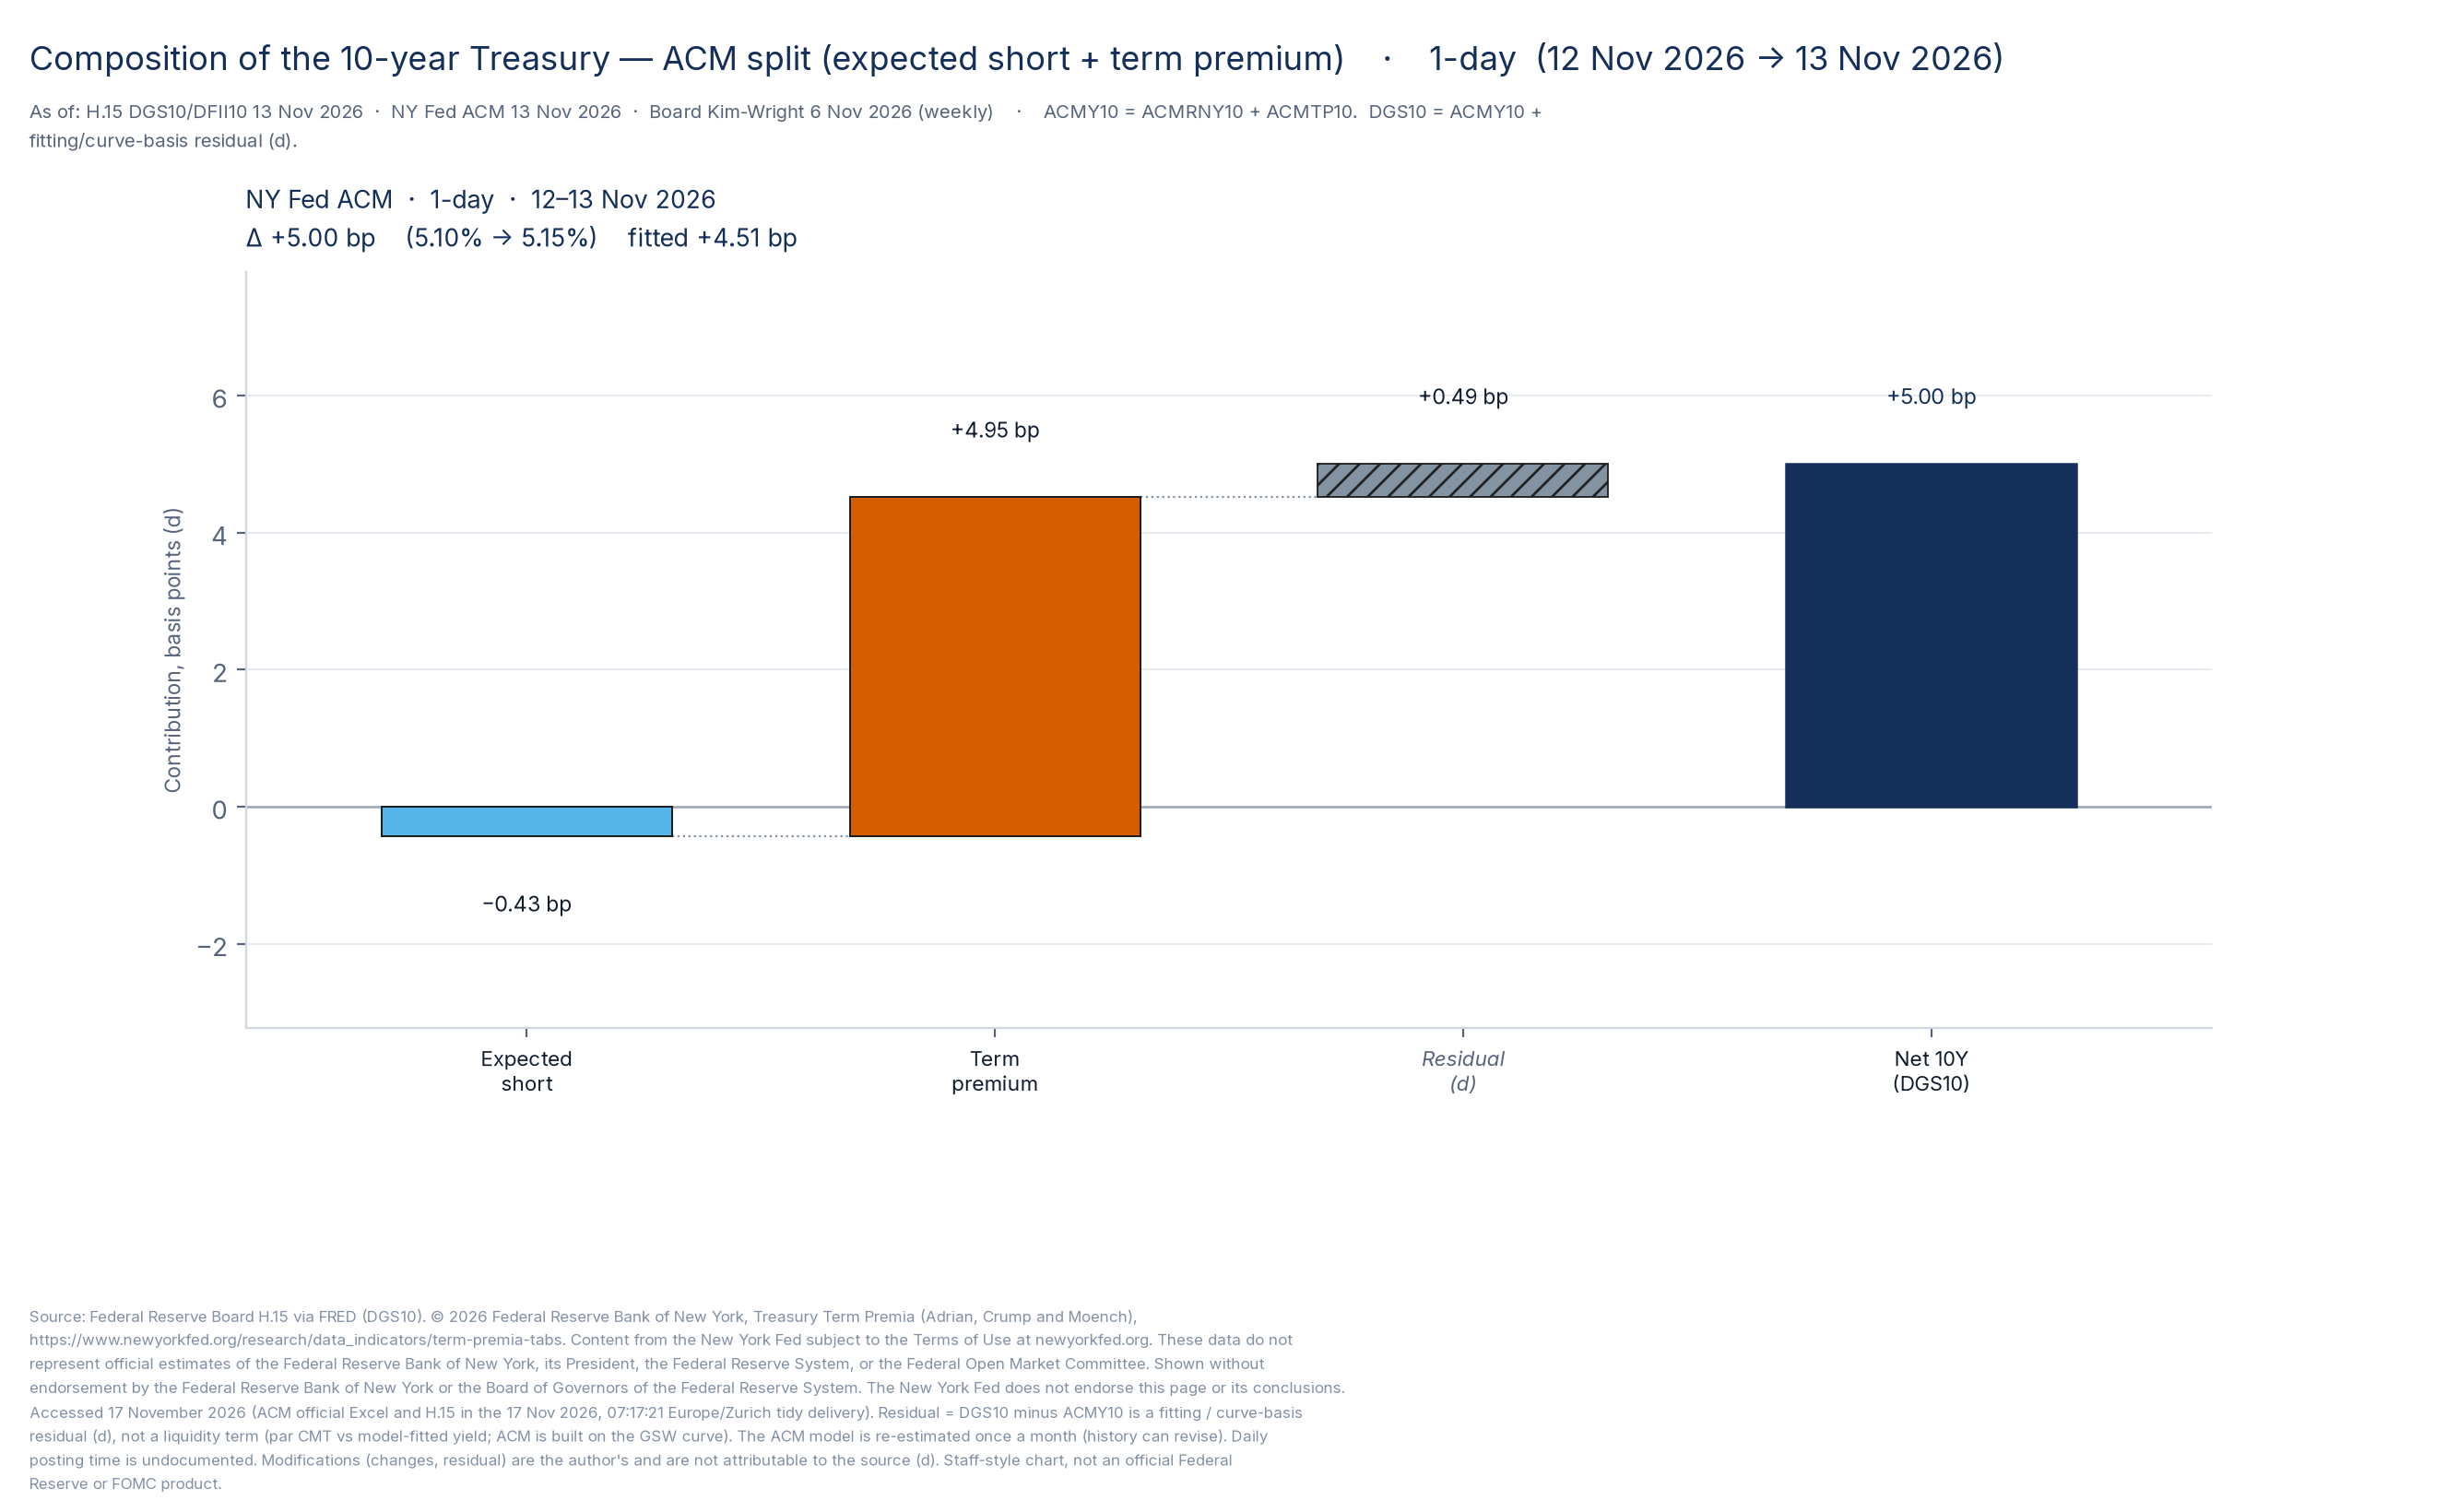 Composition of the 10-year Treasury — ACM split (expected short + term premium) · 1-day (12 Nov 2026 → 13 Nov 2026)
As of: H.15 DGS10/DFII10 13 Nov 2026 · NY Fed ACM 13 Nov 2026 · Board Kim-Wright 6 Nov 2026 (weekly) · ACMY10 = ACMRNY10 + ACMTP10. DGS10 = ACMY10 +
fitting/curve-basis residual (d).
NY Fed ACM · 1-day · 12–13 Nov 2026
Δ +5.00 bp (5.10% → 5.15%) fitted +4.51 bp
Contribution, basis points (d)
6
4
2
0
−2
−0.43 bp
+4.95 bp
+0.49 bp
+5.00 bp
Expected
short
Term
premium
Residual
(d)
Net 10Y
(DGS10)
Source: Federal Reserve Board H.15 via FRED (DGS10). © 2026 Federal Reserve Bank of New York, Treasury Term Premia (Adrian, Crump and Moench),
https://www.newyorkfed.org/research/data_indicators/term-premia-tabs. Content from the New York Fed subject to the Terms of Use at newyorkfed.org. These data do not
represent official estimates of the Federal Reserve Bank of New York, its President, the Federal Reserve System, or the Federal Open Market Committee. Shown without
endorsement by the Federal Reserve Bank of New York or the Board of Governors of the Federal Reserve System. The New York Fed does not endorse this page or its conclusions.
Accessed 17 November 2026 (ACM official Excel and H.15 in the 17 Nov 2026, 07:17:21 Europe/Zurich tidy delivery). Residual = DGS10 minus ACMY10 is a fitting / curve-basis
residual (d), not a liquidity term (par CMT vs model-fitted yield; ACM is built on the GSW curve). The ACM model is re-estimated once a month (history can revise). Daily
posting time is undocumented. Modifications (changes, residual) are the author's and are not attributable to the source (d). Staff-style chart, not an official Federal
Reserve or FOMC product.